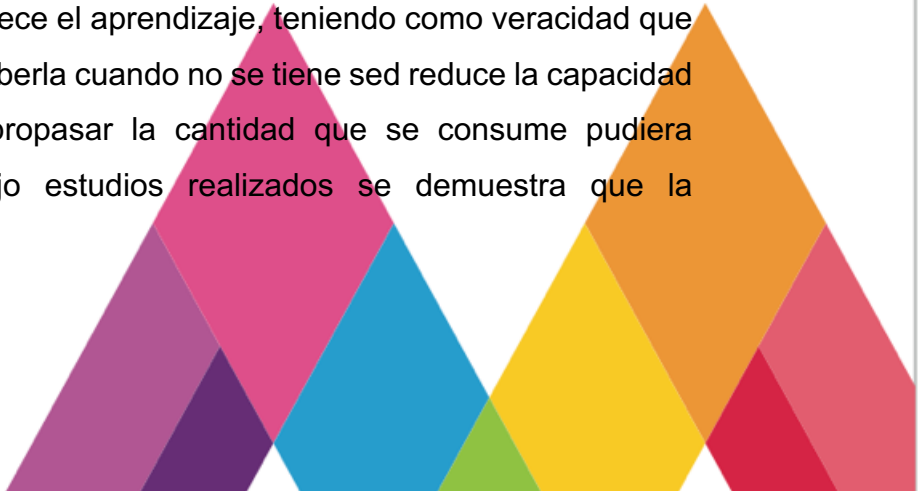 ece el aprendizaje, teniendo como veracidad que
berla cuando no se tiene sed reduce la capacidad
propasar la cantidad que se consume pudiera
jo estudios realizados se demuestra que la